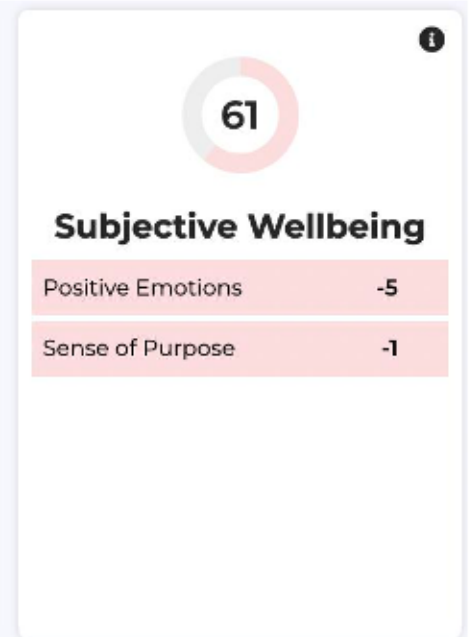 61
Subjective Wellbeing
Positive Emotions -5
Sense of Purpose -1